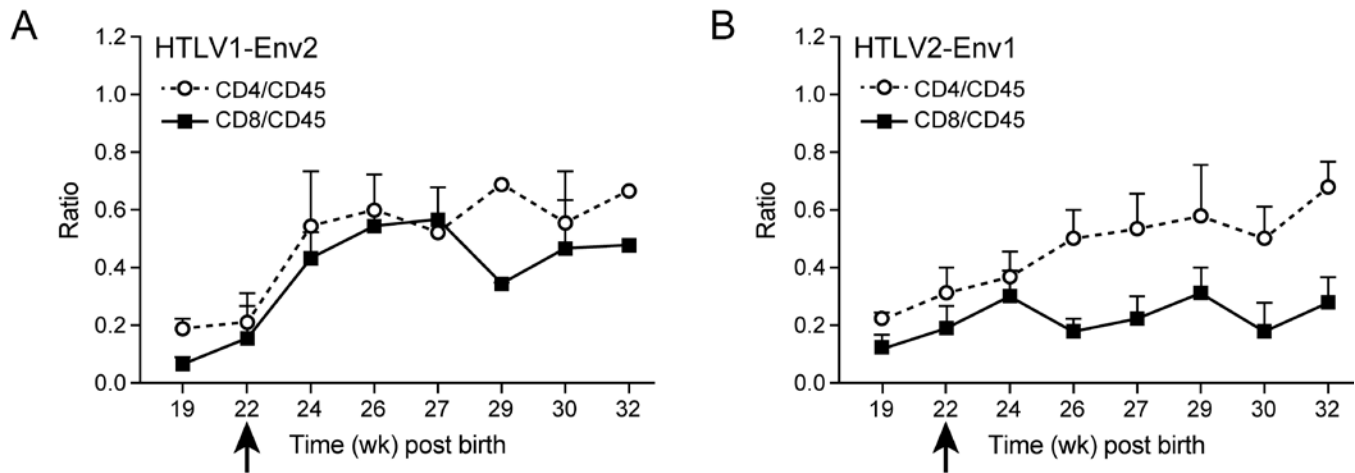 A
HTLV1-Env2
CD4/CD45
CD8/CD45
Ratio
1.2
1.0
0.8
0.6
0.4
0.2
0.0
19 22 24 26 27 29 30 32
Time (wk) post birth
B
HTLV2-Env1
CD4/CD45
CD8/CD45
Ratio
1.2
1.0
0.8
0.6
0.4
0.2
0.0
19 22 24 26 27 29 30 32
Time (wk) post birth